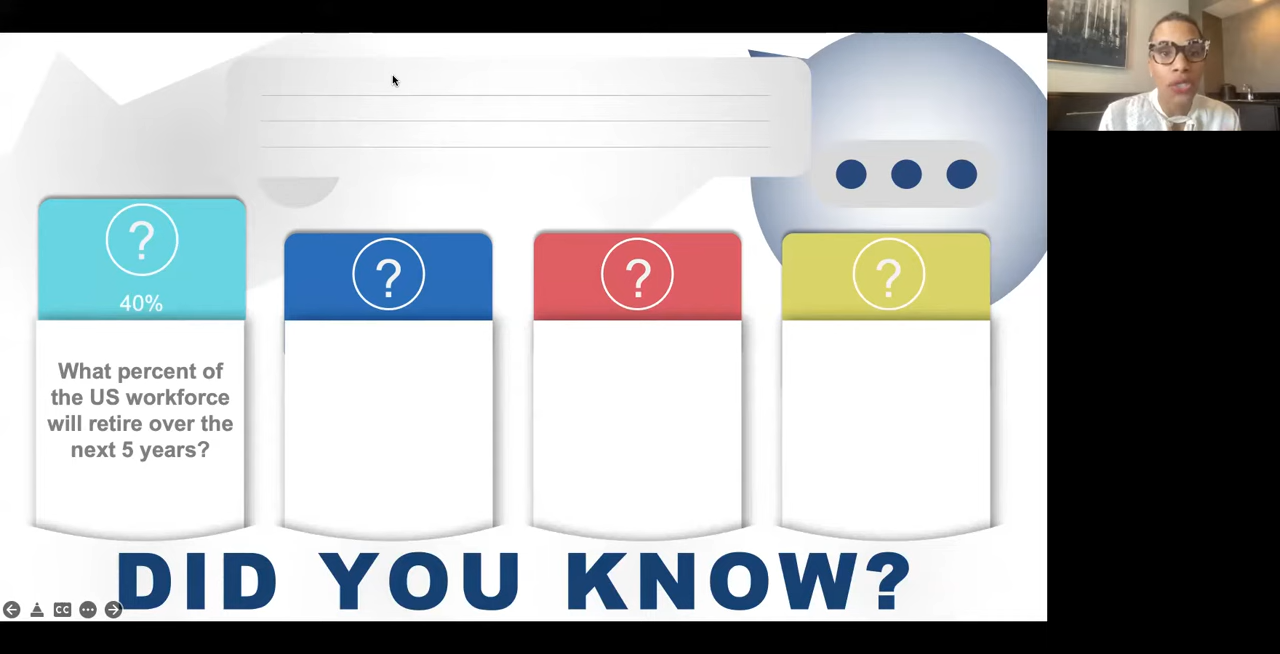 ?
40%
What percent of
the US workforce
will retire over the
next 5 years?
?
?
?
DID YOU KNOW?
CC